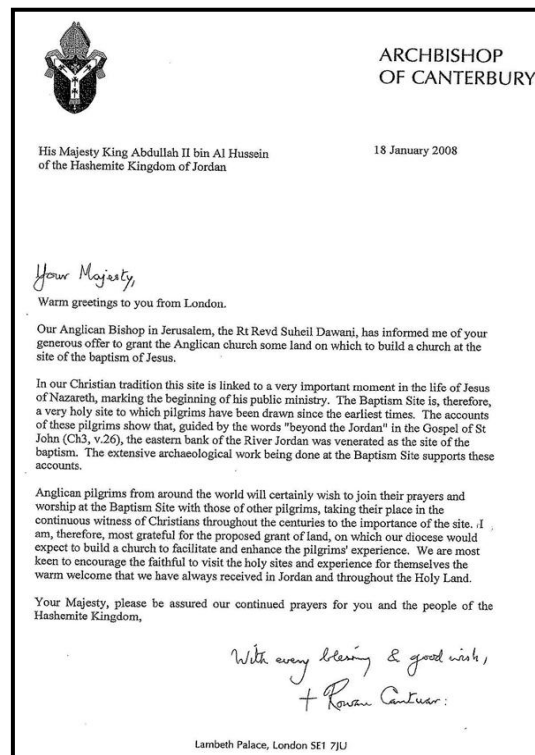 ARCHBISHOP
OF CANTERBURY
His Majesty King Abdullah II bin Al Hussein
of the Hashemite Kingdom of Jordan
18 January 2008
Your Majesty,
Warm greetings to you from London.
Our Anglican Bishop in Jerusalem, the Rt Revd Suheil Dawani, has informed me of your
generous offer to grant the Anglican church some land on which to build a church at the
site of the baptism of Jesus.
In our Christian tradition this site is linked to a very important moment in the life of Jesus
of Nazareth, marking the beginning of his public ministry. The Baptism Site is, therefore,
a very holy site to which pilgrims have been drawn since the earliest times. The accounts
of these pilgrims show that, guided by the words "beyond the Jordan" in the Gospel of St
John (Ch3, v.26), the eastern bank of the River Jordan was venerated as the site of the
baptism. The extensive archaeological work being done at the Baptism Site supports these
accounts.
Anglican pilgrims from around the world will certainly wish to join their prayers and
worship at the Baptism Site with those of other pilgrims, taking their place in the
continuous witness of Christians throughout the centuries to the importance of the site. I
am, therefore, most grateful for the proposed grant of land, on which our diocese would
expect to build a church to facilitate and enhance the pilgrims' experience. We are most
keen to encourage the faithful to visit the holy sites and experience for themselves the
warm welcome that we have always received in Jordan and throughout the Holy Land.
Your Majesty, please be assured our continued prayers for you and the people of the
Hashemite Kingdom,
With every blessing & good wish,
+ Rowan Cantuar:
Lambeth Palace, London SE1 7JU